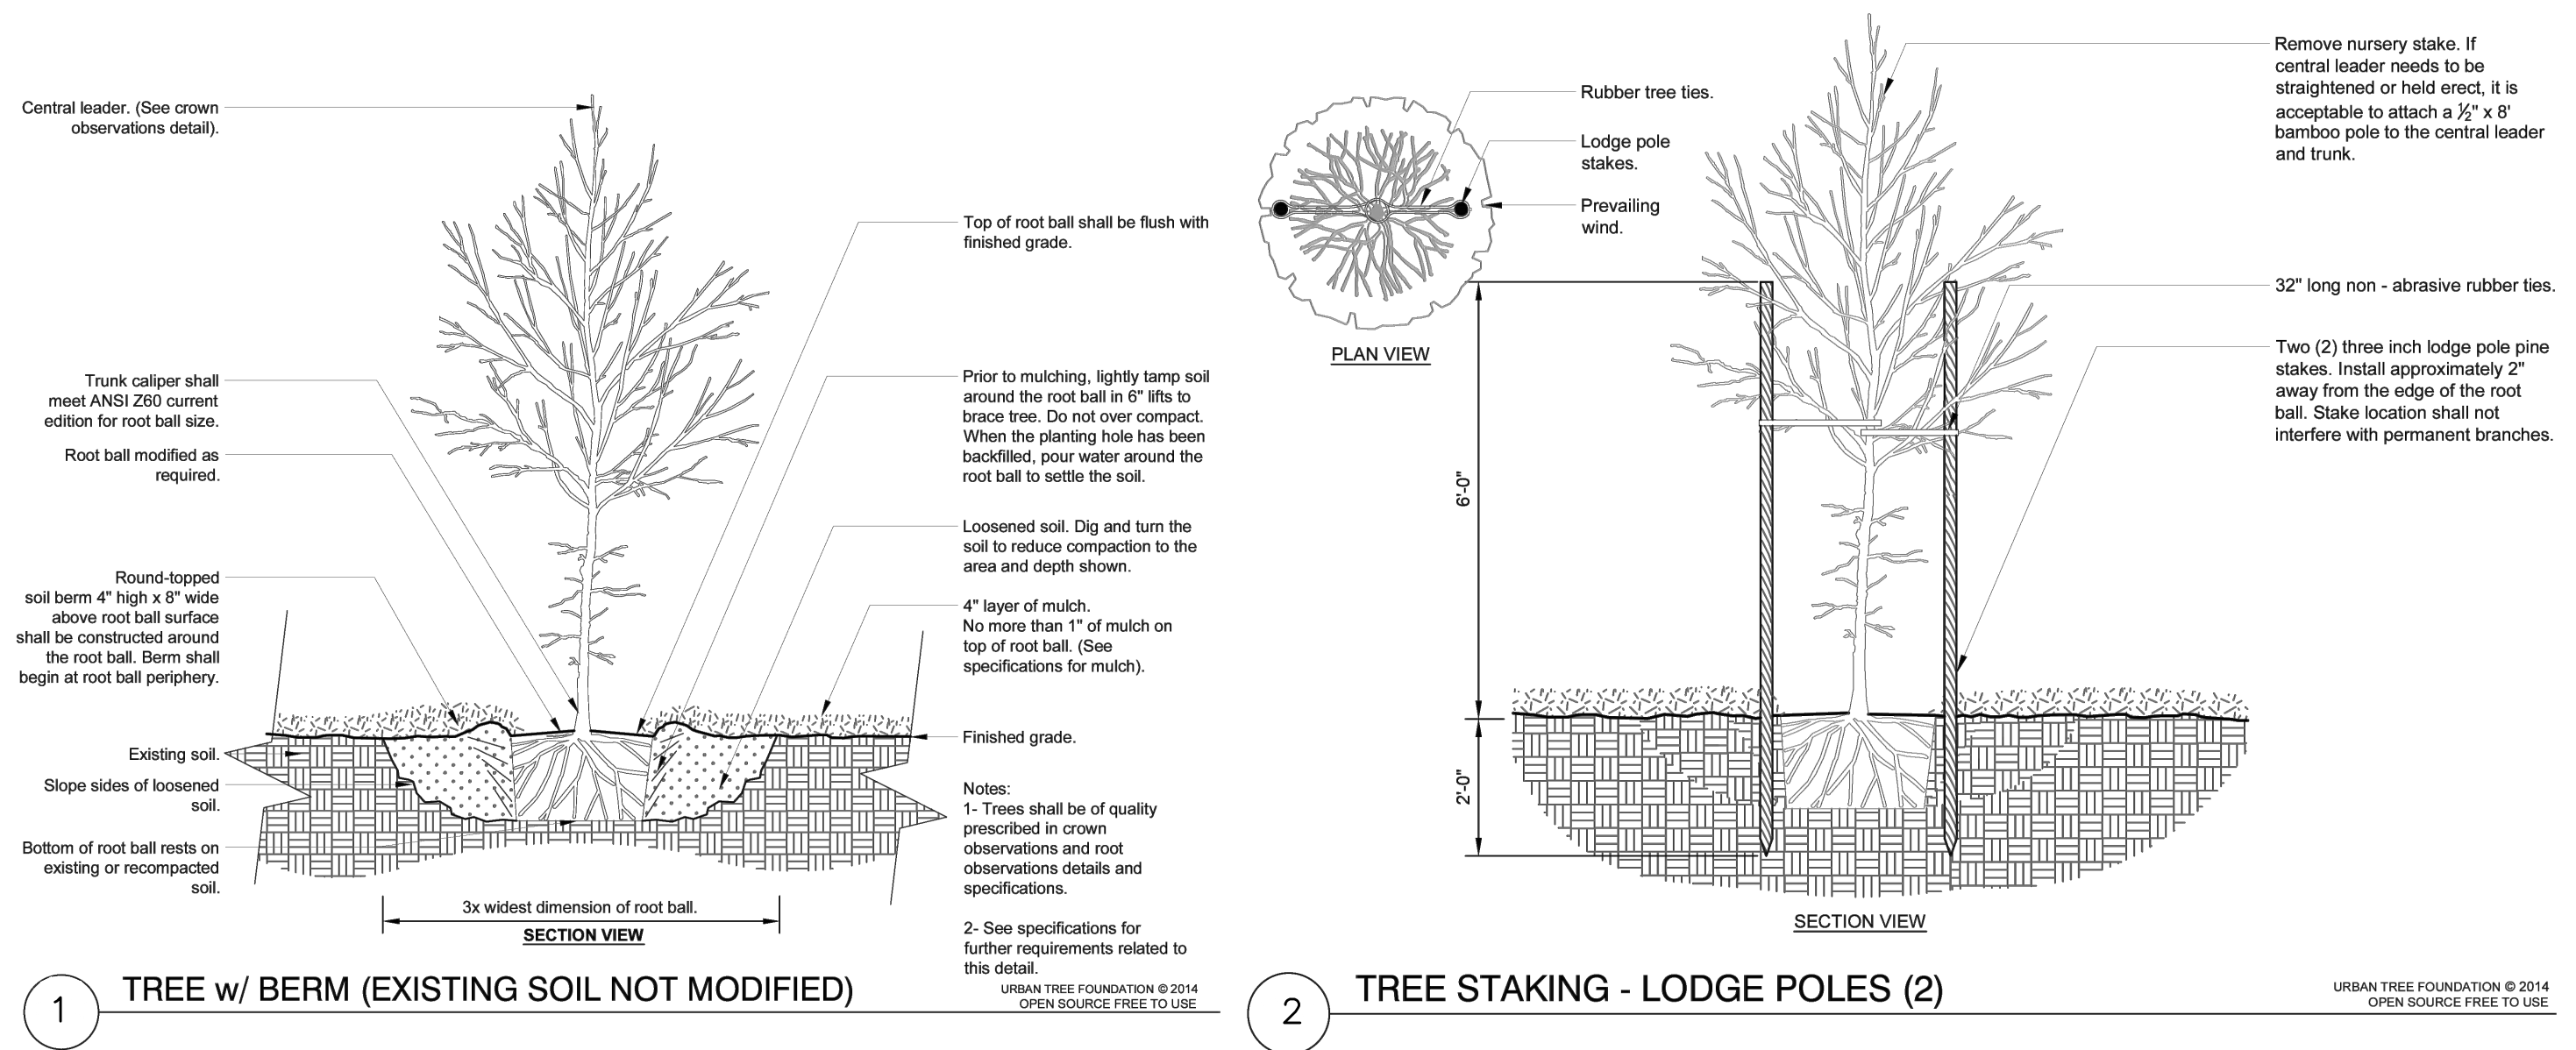 Central leader. (See crown
observations detail).
Trunk caliper shall
meet ANSI Z60 current
edition for root ball size.
Root ball modified as
required.
Round-topped
soil berm 4" high x 8" wide
above root ball surface
shall be constructed around
the root ball. Berm shall
begin at root ball periphery.
Existing soil.
Slope sides of loosened
soil.
Bottom of root ball rests on
existing or recompacted
soil.
Top of root ball shall be flush with
finished grade.
Prior to mulching, lightly tamp soil
around the root ball in 6" lifts to
brace tree. Do not over compact.
When the planting hole has been
backfilled, pour water around the
root ball to settle the soil.
Loosened soil. Dig and turn the
soil to reduce compaction to the
area and depth shown.
4" layer of mulch.
No more than 1" of mulch on
top of root ball. (See
specifications for mulch).
Finished grade.
Notes:
1- Trees shall be of quality
prescribed in crown
observations and root
observations details and
specifications.
2- See specifications for
further requirements related to
this detail.
3x widest dimension of root ball.
SECTION VIEW
1
TREE w/ BERM (EXISTING SOIL NOT MODIFIED)
URBAN TREE FOUNDATION © 2014
OPEN SOURCE FREE TO USE
Rubber tree ties.
Lodge pole
stakes.
Prevailing
wind.
PLAN VIEW
6'-0"
2'-0"
Remove nursery stake. If
central leader needs to be
straightened or held erect, it is
acceptable to attach a ½" x 8'
bamboo pole to the central leader
and trunk.
32" long non - abrasive rubber ties.
Two (2) three inch lodge pole pine
stakes. Install approximately 2"
away from the edge of the root
ball. Stake location shall not
interfere with permanent branches.
SECTION VIEW
2
TREE STAKING - LODGE POLES (2)
URBAN TREE FOUNDATION © 2014
OPEN SOURCE FREE TO USE